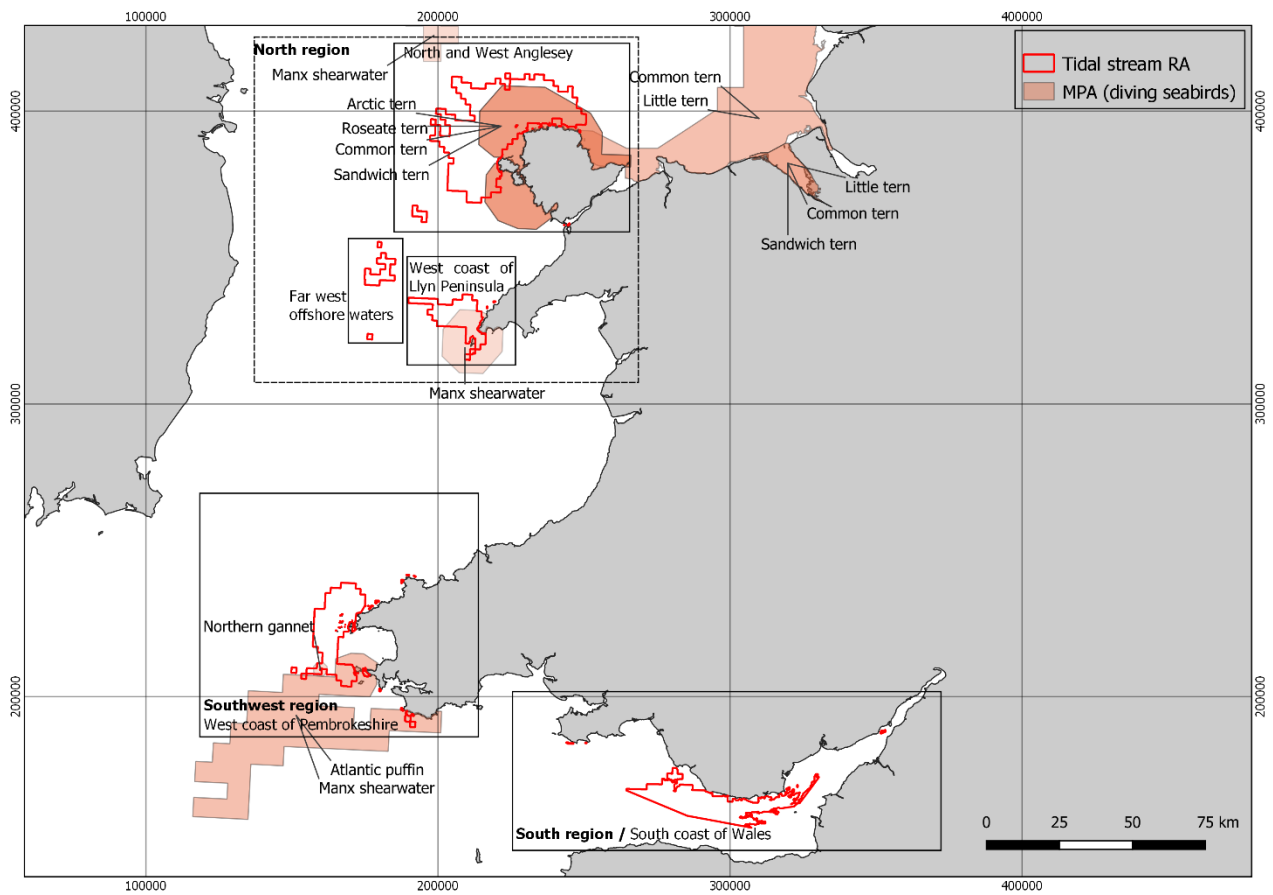 100000
200000
300000
400000
North region
North and West Anglesey
Manx shearwater
Tidal stream RA
MPA (diving seabirds)
Common tern
Little tern
Arctic tern
Roseate tern
Common tern
Sandwich tern
400000
400000
Little tern
Common tern
Sandwich tern
West coast of
Llyn Peninsula
Far west
offshore waters
Manx shearwater
300000
300000
Northern gannet
200000
200000
Southwest region
West coast of Pembrokeshire
Atlantic puffin
Manx shearwater
South region / South coast of Wales
0 25 50 75 km
100000
200000
300000
400000